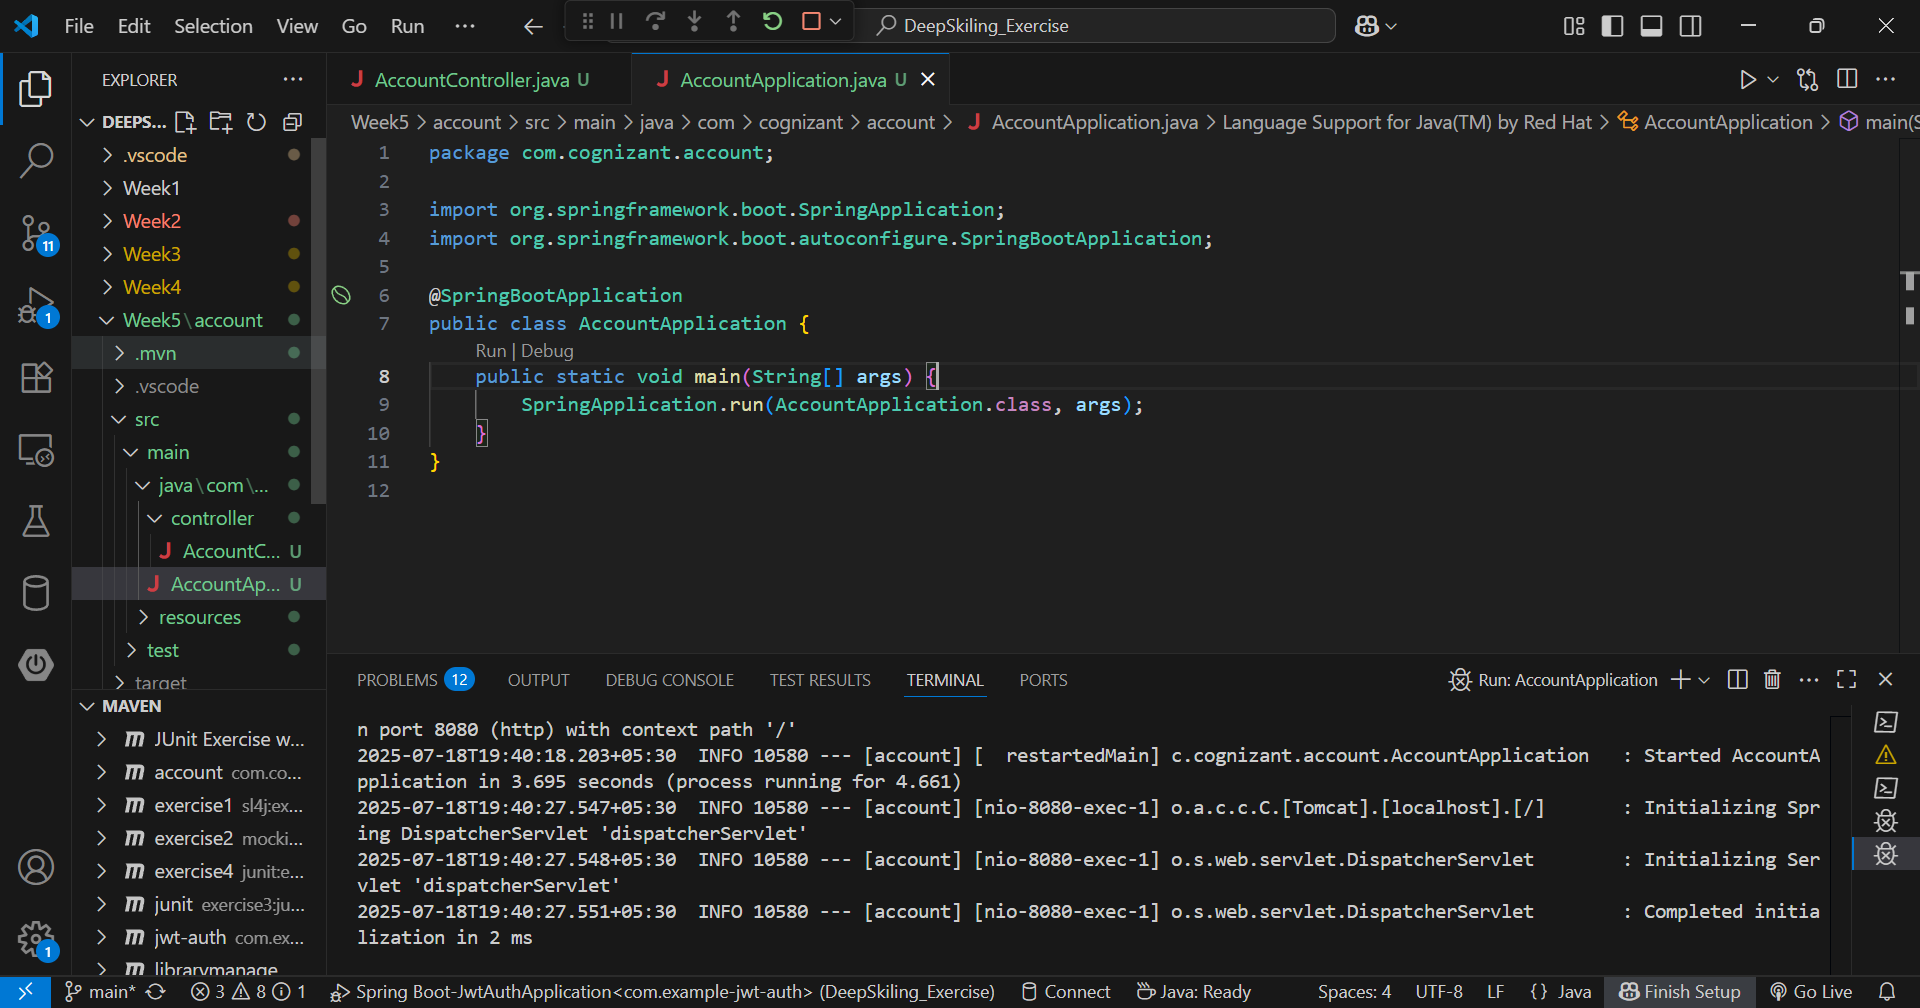 File Edit Selection View Go Run ··· DeepSkiling_Exercise
EXPLORER
DEEPS...
.vscode
Week1
Week2
Week3
Week4
Week5\account
.mvn
.vscode
src
main
java\com\...
controller
J AccountC... U
J AccountAp... U
resources
test
target
MAVEN
JUnit Exercise w...
account com.co...
exercise1 sl4j:ex...
exercise2 mocki...
exercise4 junit:e...
junit exercise3:ju...
jwt-auth com.ex...
librarymanage
11
1
1
J AccountController.java U
J AccountApplication.java U
Week5 > account > src > main > java > com > cognizant > account > J AccountApplication.java > Language Support for Java(TM) by Red Hat > AccountApplication > main(S
1 package com.cognizant.account;
2
3 import org.springframework.boot.SpringApplication;
4 import org.springframework.boot.autoconfigure.SpringBootApplication;
5
6 @SpringBootApplication
7 public class AccountApplication {
Run | Debug
8 public static void main(String[] args) {
9 SpringApplication.run(AccountApplication.class, args);
10 }
11 }
12
PROBLEMS 12 OUTPUT DEBUG CONSOLE TEST RESULTS TERMINAL PORTS Run: AccountApplication
n port 8080 (http) with context path '/'
2025-07-18T19:40:18.203+05:30  INFO 10580 --- [account] [  restartedMain] c.cognizant.account.AccountApplication   : Started AccountA
pplication in 3.695 seconds (process running for 4.661)
2025-07-18T19:40:27.547+05:30  INFO 10580 --- [account] [nio-8080-exec-1] o.a.c.c.C.[Tomcat].[localhost].[/]       : Initializing Spr
ing DispatcherServlet 'dispatcherServlet'
2025-07-18T19:40:27.548+05:30  INFO 10580 --- [account] [nio-8080-exec-1] o.s.web.servlet.DispatcherServlet        : Initializing Ser
vlet 'dispatcherServlet'
2025-07-18T19:40:27.551+05:30  INFO 10580 --- [account] [nio-8080-exec-1] o.s.web.servlet.DispatcherServlet        : Completed initia
lization in 2 ms
main* 3 8 1 Spring Boot-JwtAuthApplication<com.example-jwt-auth> (DeepSkiling_Exercise) Connect Java: Ready Spaces: 4 UTF-8 LF {} Java Finish Setup Go Live